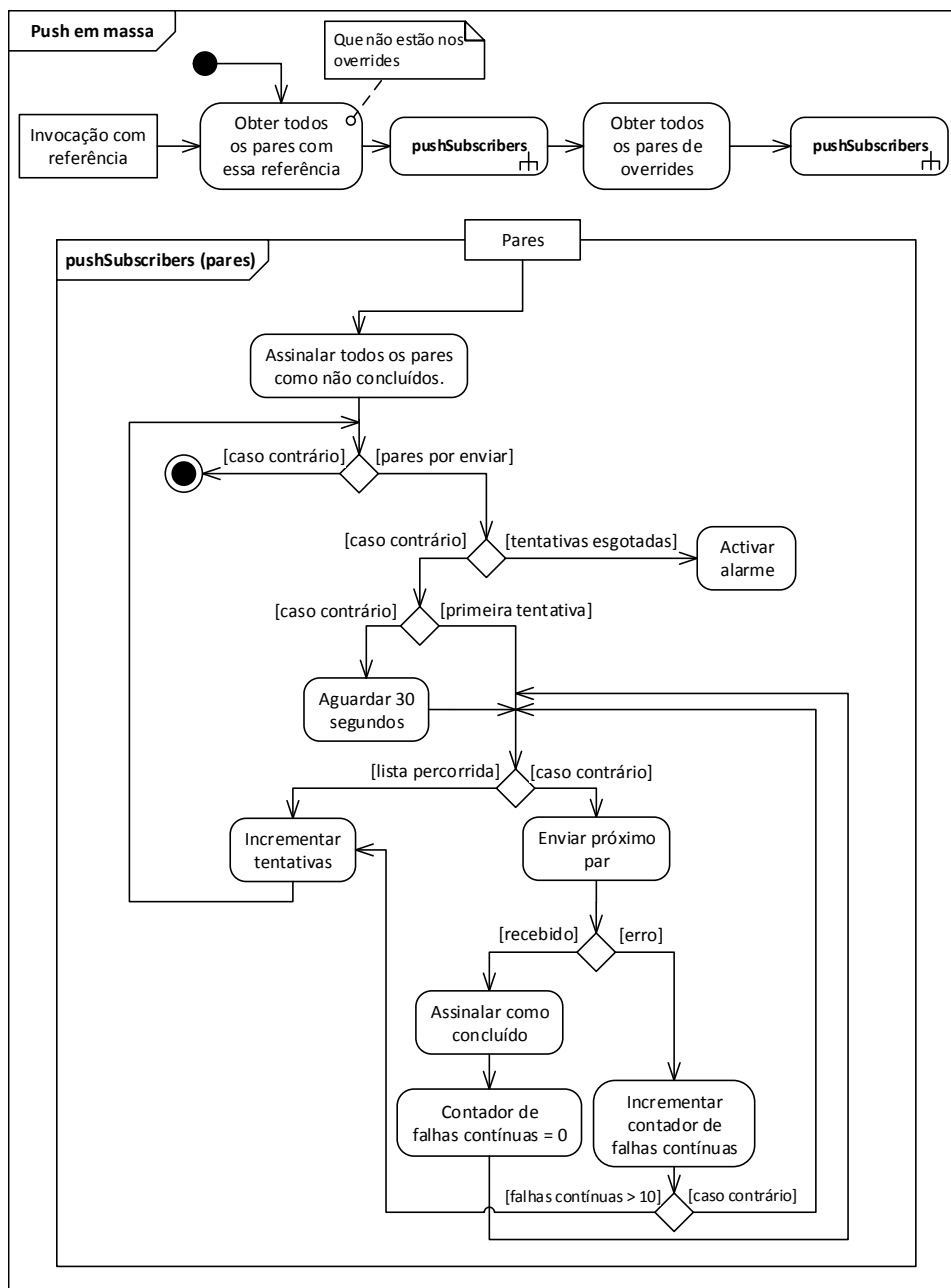 Push em massa
Que não estão nos
overrides
Invocação com
referência
Obter todos
os pares com
essa referência
pushSubscribers
Obter todos
os pares de
overrides
pushSubscribers
Pares
pushSubscribers (pares)
Assinalar todos os pares
como não concluídos.
[caso contrário]
[pares por enviar]
[caso contrário]
[tentativas esgotadas]
Activar
alarme
[caso contrário]
[primeira tentativa]
Aguardar 30
segundos
[lista percorrida]
[caso contrário]
Incrementar
tentativas
Enviar próximo
par
[recebido]
[erro]
Assinalar como
concluído
Contador de
falhas contínuas = 0
Incrementar
contador de
falhas contínuas
[falhas contínuas > 10]
[caso contrário]